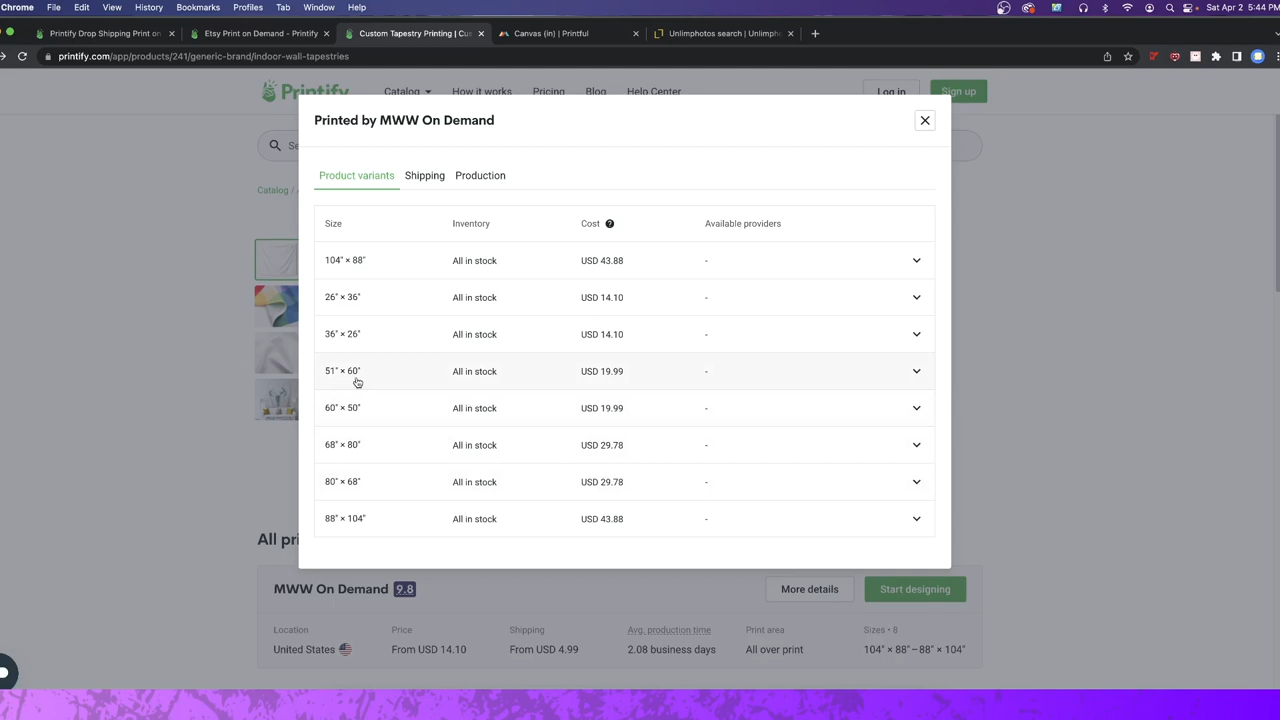 Chrome File Edit View History Bookmarks Profiles Tab Window Help Sat Apr 2 5:44 PM
Printify Drop Shipping Print on Etsy Print on Demand - Printify Custom Tapestry Printing | Cus Canvas (in) | Printful Unlimphotos search | Unlimpho
printify.com/app/products/241/generic-brand/indoor-wall-tapestries
Printify Catalog How it works Pricing Blog Help Center Log in Sign up
Printed by MWW On Demand
Se
Product variants Shipping Production
Catalog /
Size Inventory Cost ? Available providers
104" × 88" All in stock USD 43.88 -
26" × 36" All in stock USD 14.10 -
36" × 26" All in stock USD 14.10 -
51" × 60" All in stock USD 19.99 -
60" × 50" All in stock USD 19.99 -
68" × 80" All in stock USD 29.78 -
80" × 68" All in stock USD 29.78 -
88" × 104" All in stock USD 43.88 -
All pri
MWW On Demand 9.8 More details Start designing
Location Price Shipping Avg. production time Print area Sizes • 8
United States From USD 14.10 From USD 4.99 2.08 business days All over print 104" × 88"–88" × 104"